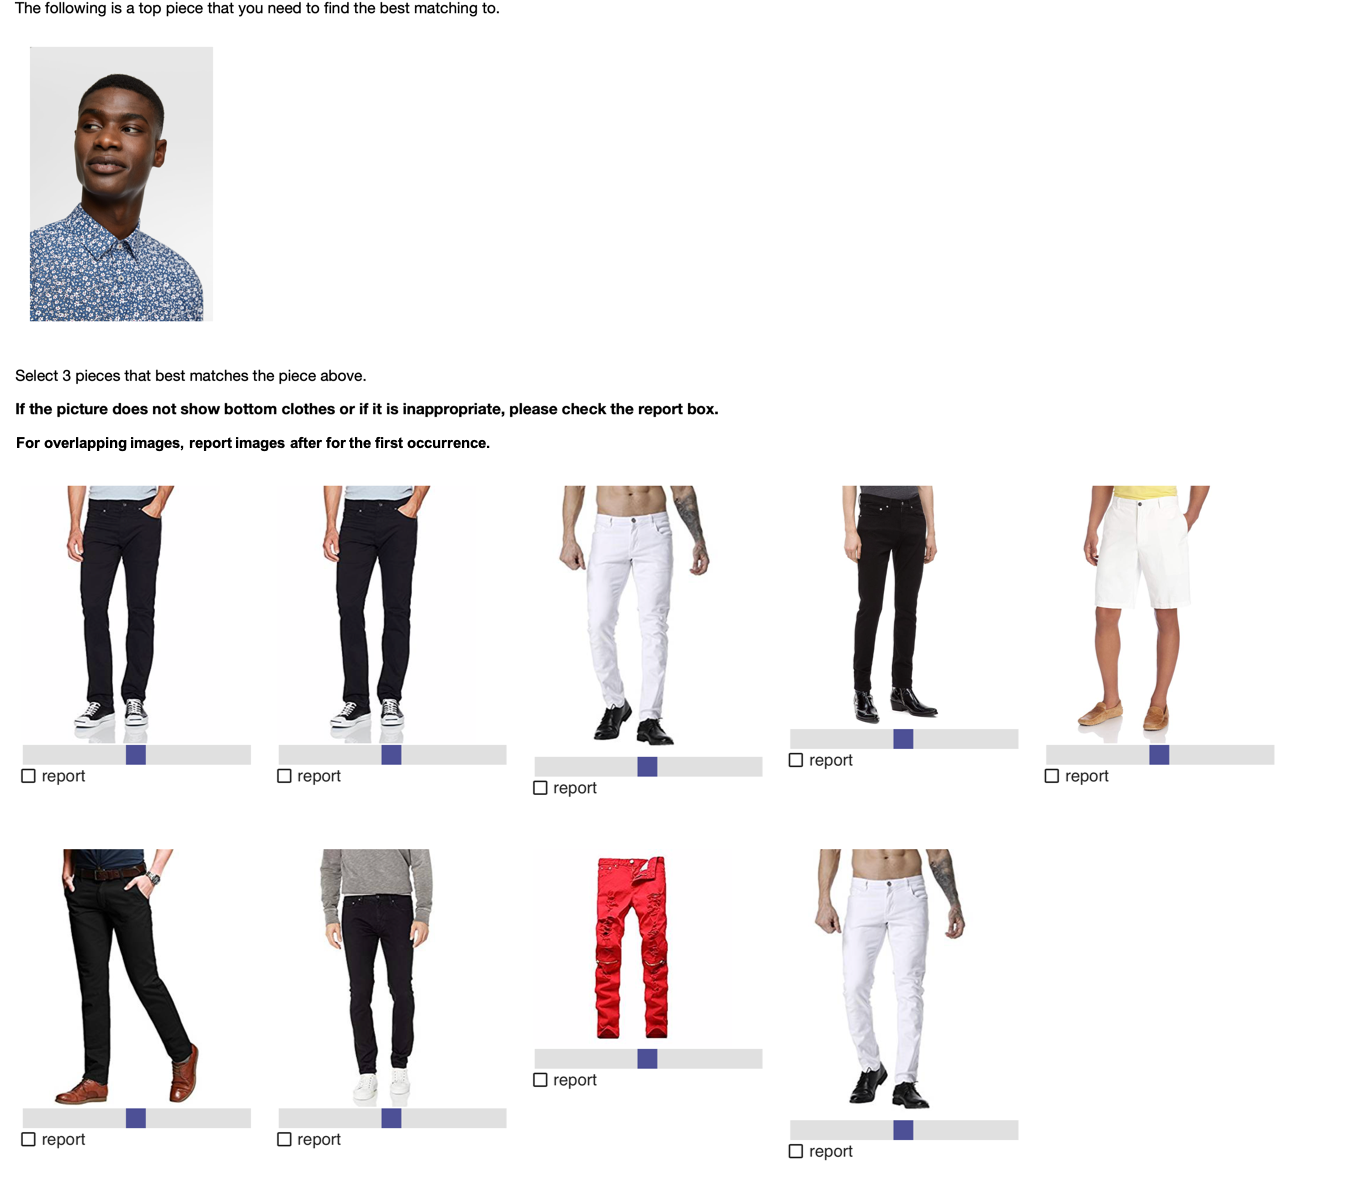 The following is a top piece that you need to find the best matching to.
Select 3 pieces that best matches the piece above.
If the picture does not show bottom clothes or if it is inappropriate, please check the report box.
For overlapping images, report images after for the first occurrence.
report
report
report
report
report
report
report
report
report